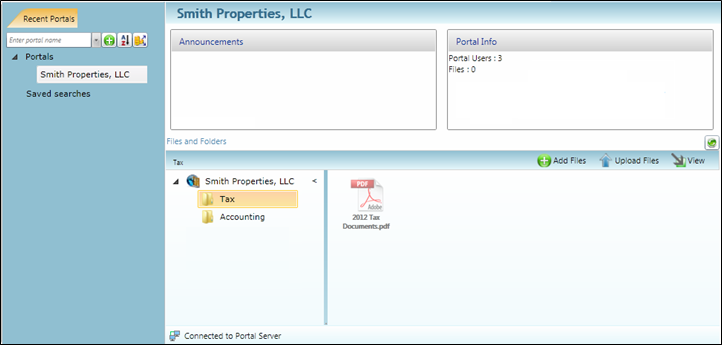 Recent Portals
Enter portal name
A
Z
Portals
Smith Properties, LLC
Saved searches
Smith Properties, LLC
Announcements
Portal Info
Portal Users : 3
Files : 0
Files and Folders
Tax
Add Files
Upload Files
View
Smith Properties, LLC
<
Tax
Accounting
PDF
Adobe
2012 Tax
Documents.pdf
Connected to Portal Server